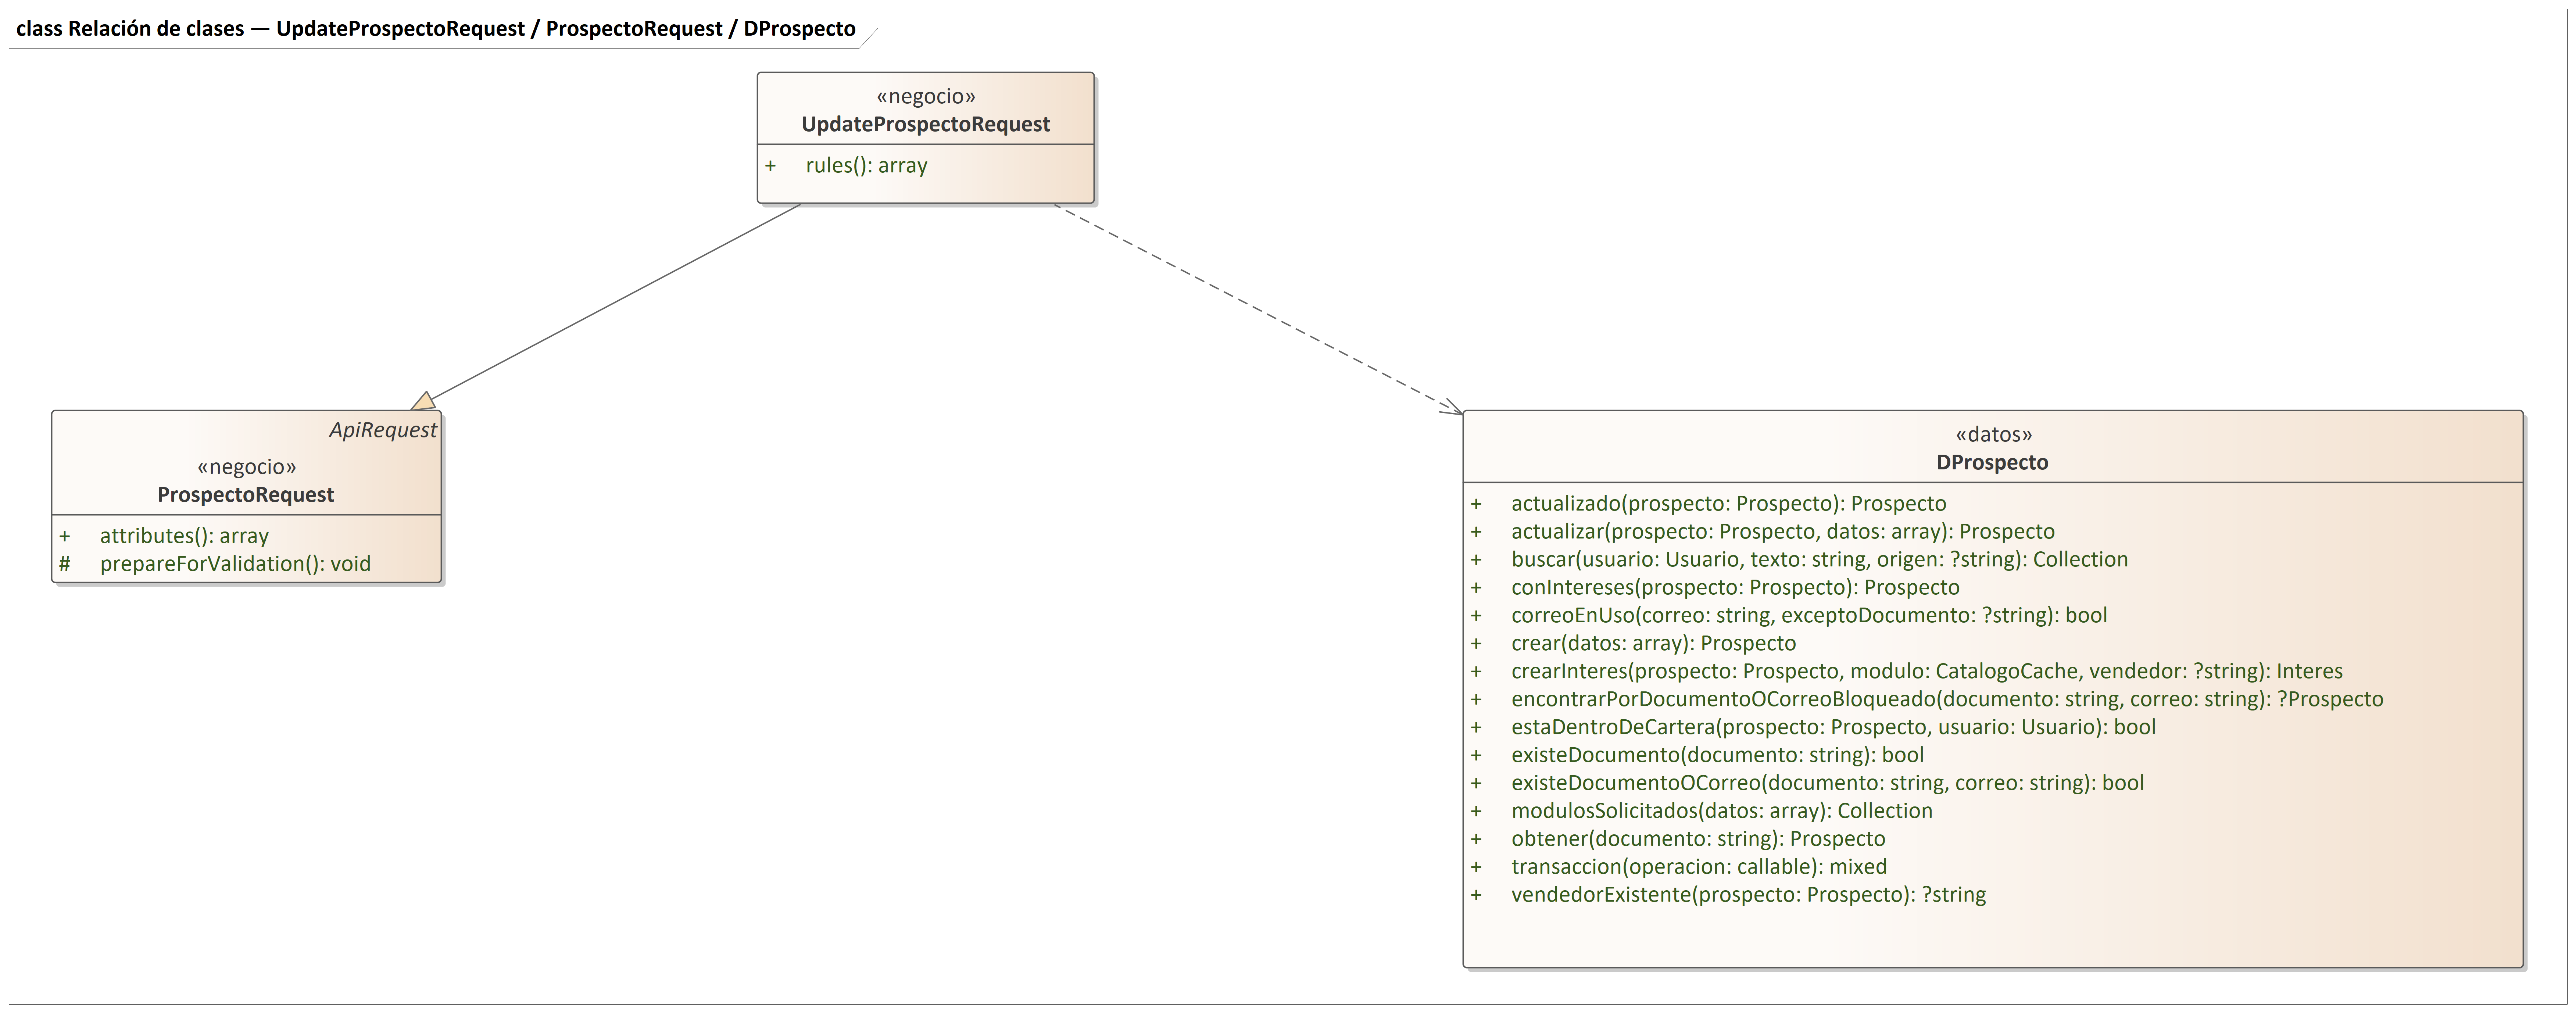 class Relación de clases — UpdateProspectoRequest / ProspectoRequest / DProspecto
«negocio»
UpdateProspectoRequest
+ rules(): array
ApiRequest
«negocio»
ProspectoRequest
+ attributes(): array
# prepareForValidation(): void
«datos»
DProspecto
+ actualizado(prospecto: Prospecto): Prospecto
+ actualizar(prospecto: Prospecto, datos: array): Prospecto
+ buscar(usuario: Usuario, texto: string, origen: ?string): Collection
+ conIntereses(prospecto: Prospecto): Prospecto
+ correoEnUso(correo: string, exceptoDocumento: ?string): bool
+ crear(datos: array): Prospecto
+ crearInteres(prospecto: Prospecto, modulo: CatalogoCache, vendedor: ?string): Interes
+ encontrarPorDocumentoOCorreoBloqueado(documento: string, correo: string): ?Prospecto
+ estaDentroDeCartera(prospecto: Prospecto, usuario: Usuario): bool
+ existeDocumento(documento: string): bool
+ existeDocumentoOCorreo(documento: string, correo: string): bool
+ modulosSolicitados(datos: array): Collection
+ obtener(documento: string): Prospecto
+ transaccion(operacion: callable): mixed
+ vendedorExistente(prospecto: Prospecto): ?string